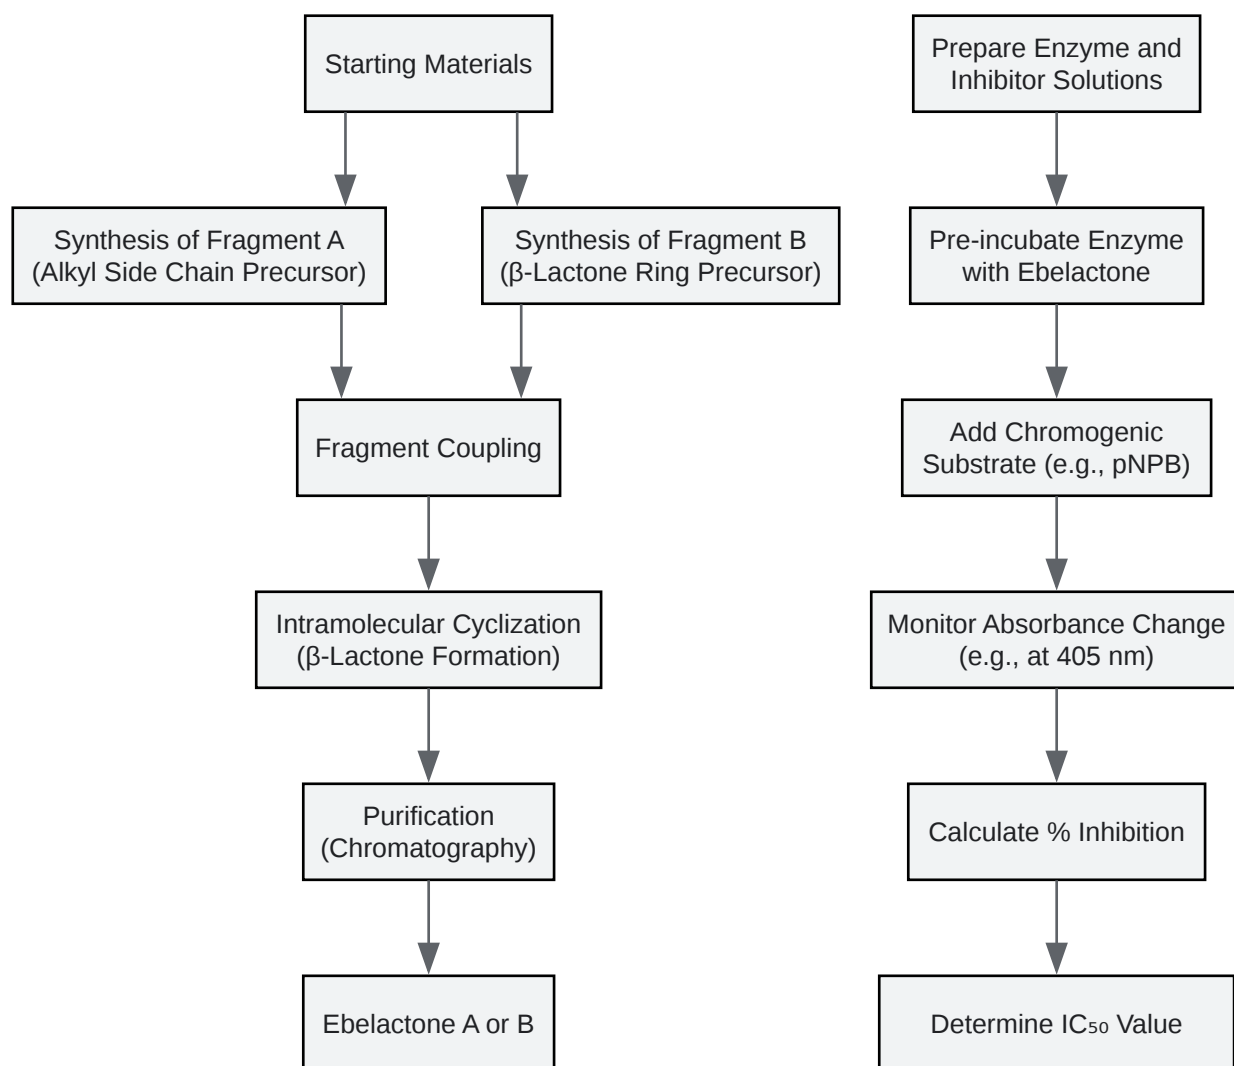 Starting Materials
Synthesis of Fragment A
(Alkyl Side Chain Precursor)
Synthesis of Fragment B
(β-Lactone Ring Precursor)
Fragment Coupling
Intramolecular Cyclization
(β-Lactone Formation)
Purification
(Chromatography)
Ebelactone A or B
Prepare Enzyme and
Inhibitor Solutions
Pre-incubate Enzyme
with Ebelactone
Add Chromogenic
Substrate (e.g., pNPB)
Monitor Absorbance Change
(e.g., at 405 nm)
Calculate % Inhibition
Determine IC₅₀ Value